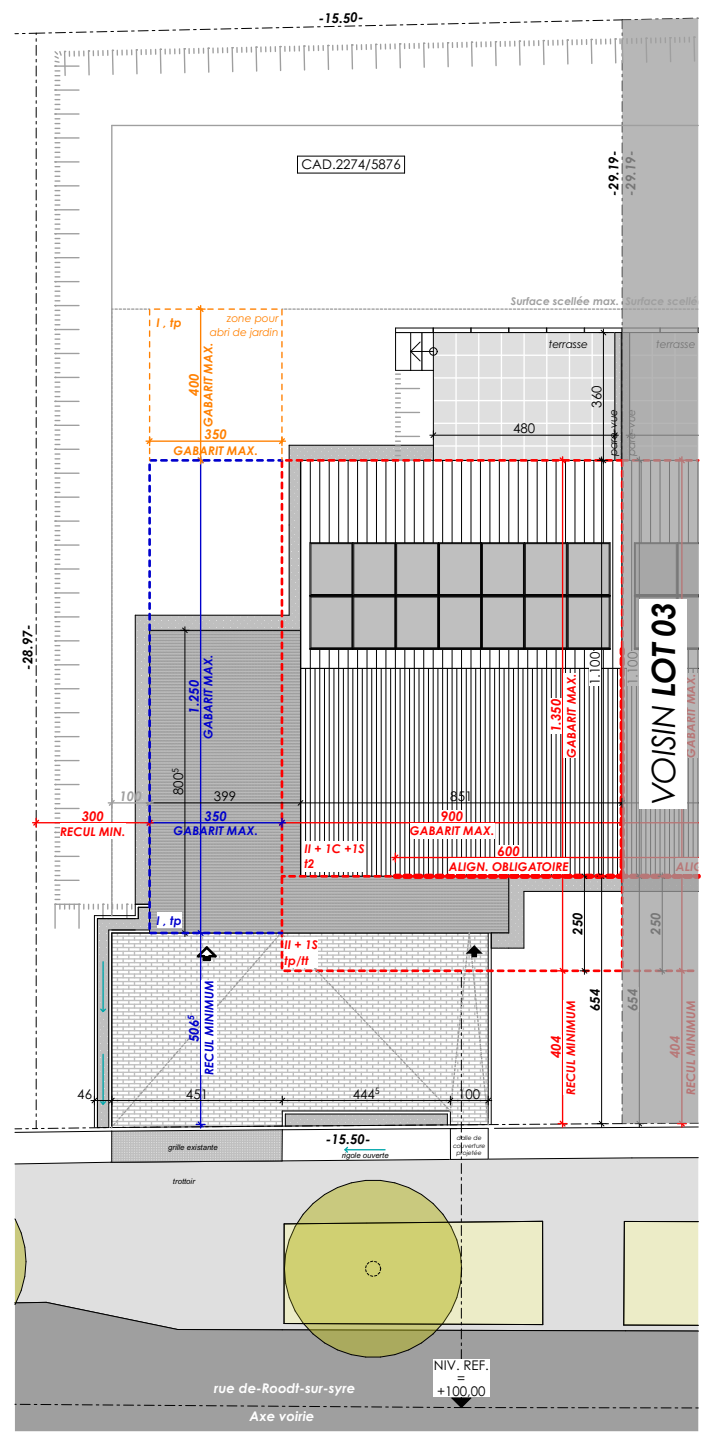 -15.50-
CAD.2274/5876
-29.19-
-29.19-
Surface scellée max.
Surface scellé
I , tp
zone pour
abri de jardin
400
GABARIT MAX.
350
GABARIT MAX.
terrasse
terrasse
360
480
pare-vue
pare-vue
-28.97-
1.250
GABARIT MAX.
1.350
GABARIT MAX.
1.100
1.100
GABARIT MAX.
VOISIN LOT 03
800⁵
100
399
851
300
RECUL MIN.
350
GABARIT MAX.
900
GABARIT MAX.
II + 1C +1S
t2
600
ALIGN. OBLIGATOIRE
ALIG
I , tp
II + 1S
tp/tt
250
250
654
654
506⁵
RECUL MINIMUM
404
RECUL MINIMUM
404
RECUL MINIMUM
46
451
444⁵
100
grille existante
-15.50-
rigole ouverte
dalle de
couverture
projetée
trottoir
NIV. REF.
=
+100,00
rue de-Roodt-sur-syre
Axe voirie